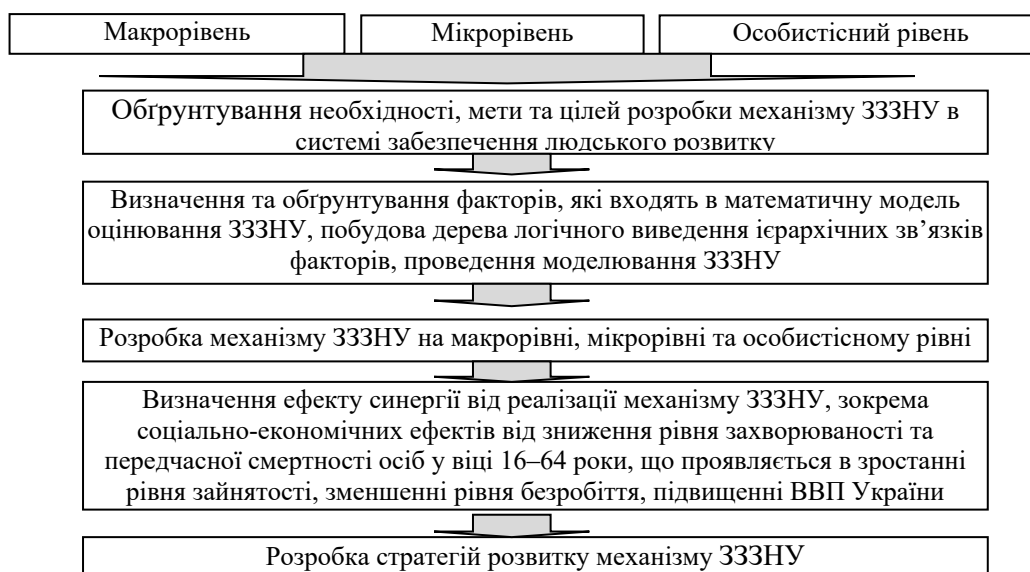 Макрорівень
Мікрорівень
Особистісний рівень
Обґрунтування необхідності, мети та цілей розробки механізму ЗЗЗНУ в
системі забезпечення людського розвитку
Визначення та обґрунтування факторів, які входять в математичну модель
оцінювання ЗЗЗНУ, побудова дерева логічного виведення ієрархічних зв’язків
факторів, проведення моделювання ЗЗЗНУ
Розробка механізму ЗЗЗНУ на макрорівні, мікрорівні та особистісному рівні
Визначення ефекту синергії від реалізації механізму ЗЗЗНУ, зокрема
соціально-економічних ефектів від зниження рівня захворюваності та
передчасної смертності осіб у віці 16–64 роки, що проявляється в зростанні
рівня зайнятості, зменшенні рівня безробіття, підвищенні ВВП України
Розробка стратегій розвитку механізму ЗЗЗНУ